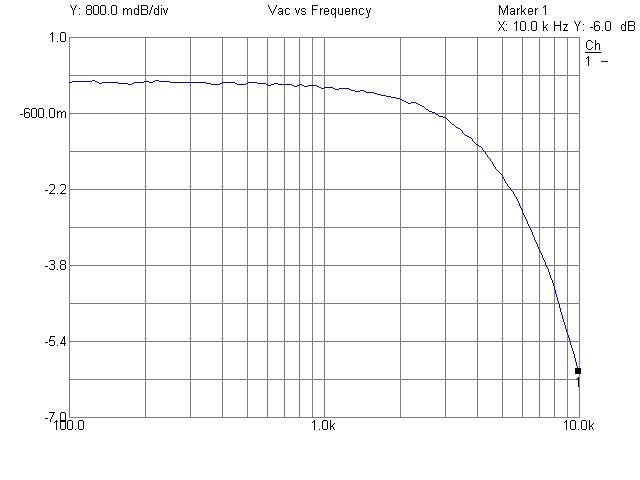 Y: 800.0 mdB/div Vac vs Frequency Marker 1
X: 10.0 k Hz Y: -6.0 dB
1.0 Ch
1
-600.0m
-2.2
-3.8
-5.4
1
-7.0
100.0 1.0k 10.0k